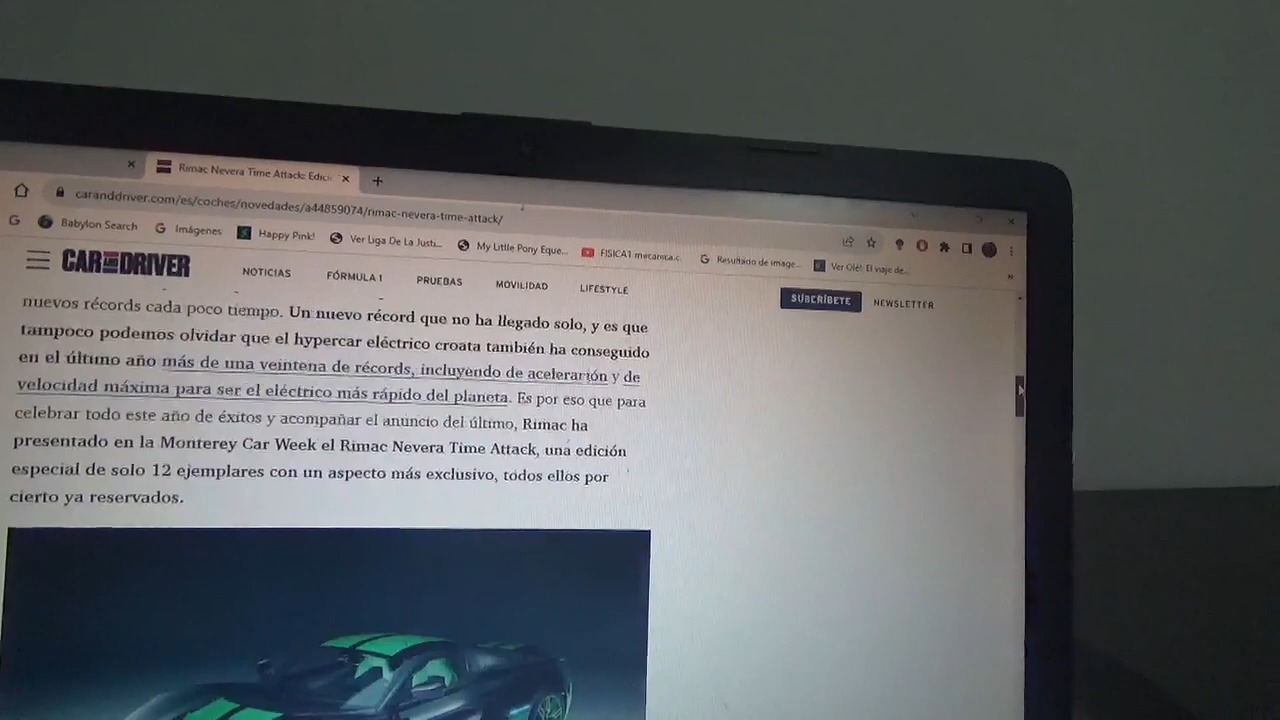 Rimac Nevera Time Attack: Edici
caranddriver.com/es/coches/novedades/a44859074/rimac-nevera-time-attack/
Babylon Search
Imágenes
Happy Pink!
Ver Liga De La Justi...
My Little Pony Eque...
FISICA1 mecanica.c.
Resultado de image...
Ver Olé! El viaje de...
CAR AND DRIVER
NOTICIAS
FÓRMULA 1
PRUEBAS
MOVILIDAD
LIFESTYLE
SUBCRÍBETE
NEWSLETTER
nuevos récords cada poco tiempo. Un nuevo récord que no ha llegado solo, y es que
tampoco podemos olvidar que el hypercar eléctrico croata también ha conseguido
en el último año más de una veintena de récords, incluyendo de aceleración y de
velocidad máxima para ser el eléctrico más rápido del planeta. Es por eso que para
celebrar todo este año de éxitos y acompañar el anuncio del último, Rimac ha
presentado en la Monterey Car Week el Rimac Nevera Time Attack, una edición
especial de solo 12 ejemplares con un aspecto más exclusivo, todos ellos por
cierto ya reservados.